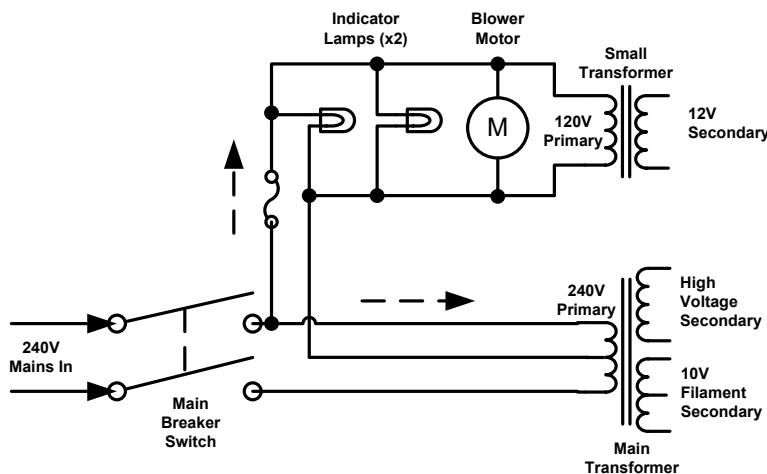 Indicator
Lamps (x2)
Blower
Motor
Small
Transformer
M
120V
Primary
12V
Secondary
240V
Mains In
Main
Breaker
Switch
240V
Primary
High
Voltage
Secondary
10V
Filament
Secondary
Main
Transformer